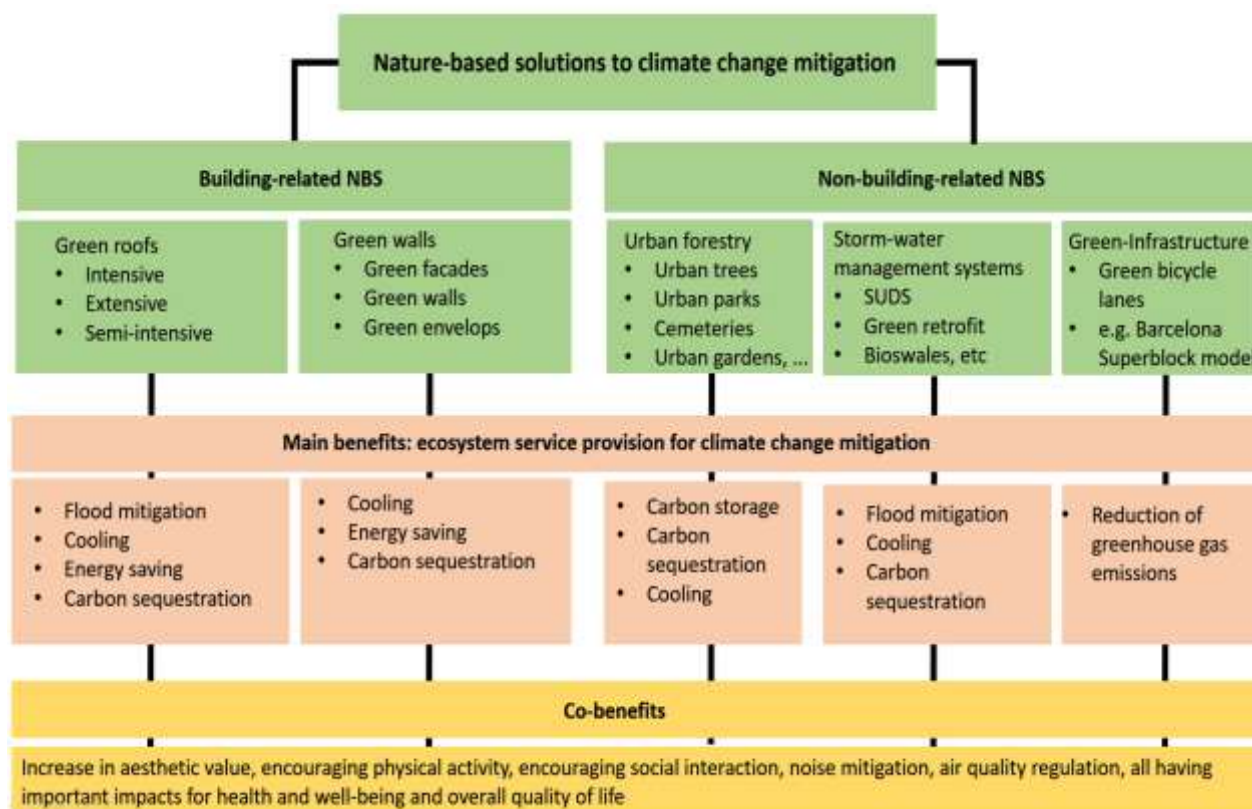 Nature-based solutions to climate change mitigation
Building-related NBS
Non-building-related NBS
Green roofs
• Intensive
• Extensive
• Semi-intensive
Green walls
• Green facades
• Green walls
• Green envelops
Urban forestry
• Urban trees
• Urban parks
• Cemeteries
• Urban gardens, ...
Storm-water
management systems
• SUDS
• Green retrofit
• Bioswales, etc
Green-Infrastructure
• Green bicycle
lanes
• e.g. Barcelona
Superblock model
Main benefits: ecosystem service provision for climate change mitigation
• Flood mitigation
• Cooling
• Energy saving
• Carbon sequestration
• Cooling
• Energy saving
• Carbon sequestration
• Carbon storage
• Carbon
sequestration
• Cooling
• Flood mitigation
• Cooling
• Carbon
sequestration
• Reduction of
greenhouse gas
emissions
Co-benefits
Increase in aesthetic value, encouraging physical activity, encouraging social interaction, noise mitigation, air quality regulation, all having
important impacts for health and well-being and overall quality of life